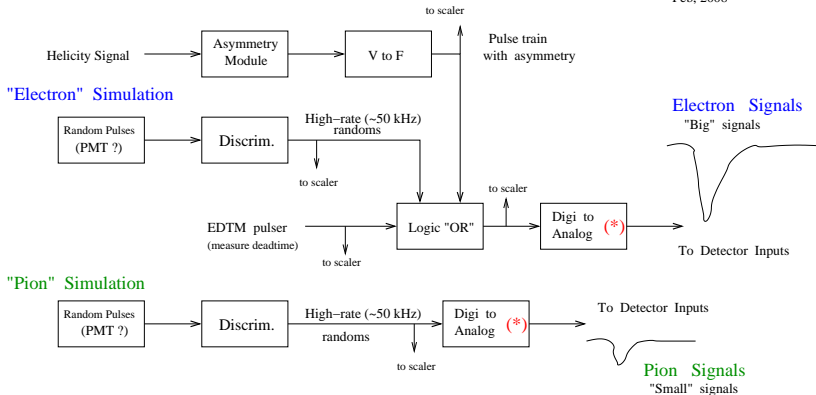 Feb, 2006
to scaler
Helicity Signal
Asymmetry
Module
V to F
Pulse train
with asymmetry
"Electron" Simulation
Random Pulses
(PMT ?)
Discrim.
High-rate (~50 kHz)
randoms
to scaler
Electron Signals
"Big" signals
EDTM pulser
(measure deadtime)
to scaler
Logic "OR"
to scaler
Digi to
Analog (*)
To Detector Inputs
"Pion" Simulation
Random Pulses
(PMT ?)
Discrim.
High-rate (~50 kHz)
randoms
to scaler
Digi to
Analog (*)
To Detector Inputs
Pion Signals
"Small" signals